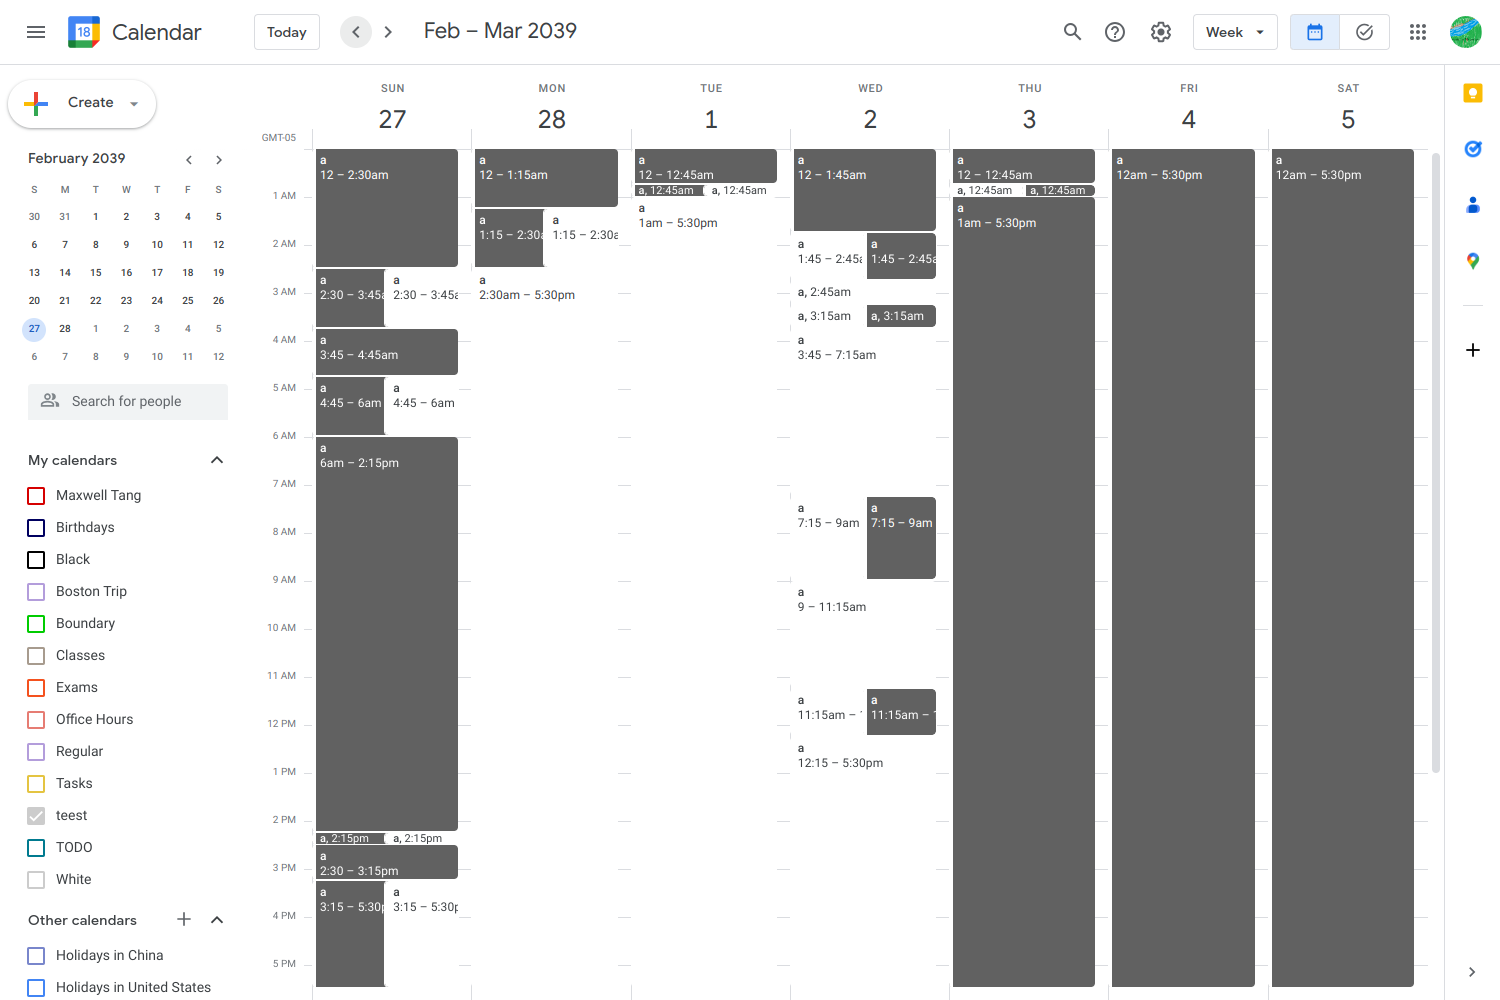 18 Calendar Today Feb – Mar 2039 Week
Create
February 2039
S M T W T F S
30 31 1 2 3 4 5
6 7 8 9 10 11 12
13 14 15 16 17 18 19
20 21 22 23 24 25 26
27 28 1 2 3 4 5
6 7 8 9 10 11 12
Search for people
My calendars
Maxwell Tang
Birthdays
Black
Boston Trip
Boundary
Classes
Exams
Office Hours
Regular
Tasks
teest
TODO
White
Other calendars
Holidays in China
Holidays in United States
GMT-05
1 AM
2 AM
3 AM
4 AM
5 AM
6 AM
7 AM
8 AM
9 AM
10 AM
11 AM
12 PM
1 PM
2 PM
3 PM
4 PM
5 PM
SUN
27
a
12 – 2:30am
a
2:30 – 3:45a
a
2:30 – 3:45a
a
3:45 – 4:45am
a
4:45 – 6am
a
4:45 – 6am
a
6am – 2:15pm
a, 2:15pm
a, 2:15pm
a
2:30 – 3:15pm
a
3:15 – 5:30p
a
3:15 – 5:30p
MON
28
a
12 – 1:15am
a
1:15 – 2:30a
a
1:15 – 2:30a
a
2:30am – 5:30pm
TUE
1
a
12 – 12:45am
a, 12:45am
a, 12:45am
a
1am – 5:30pm
WED
2
a
12 – 1:45am
a
1:45 – 2:45a
a
1:45 – 2:45a
a, 2:45am
a, 3:15am
a, 3:15am
a
3:45 – 7:15am
a
7:15 – 9am
a
7:15 – 9am
a
9 – 11:15am
a
11:15am –
a
11:15am –
a
12:15 – 5:30pm
THU
3
a
12 – 12:45am
a, 12:45am
a, 12:45am
a
1am – 5:30pm
FRI
4
a
12am – 5:30pm
SAT
5
a
12am – 5:30pm